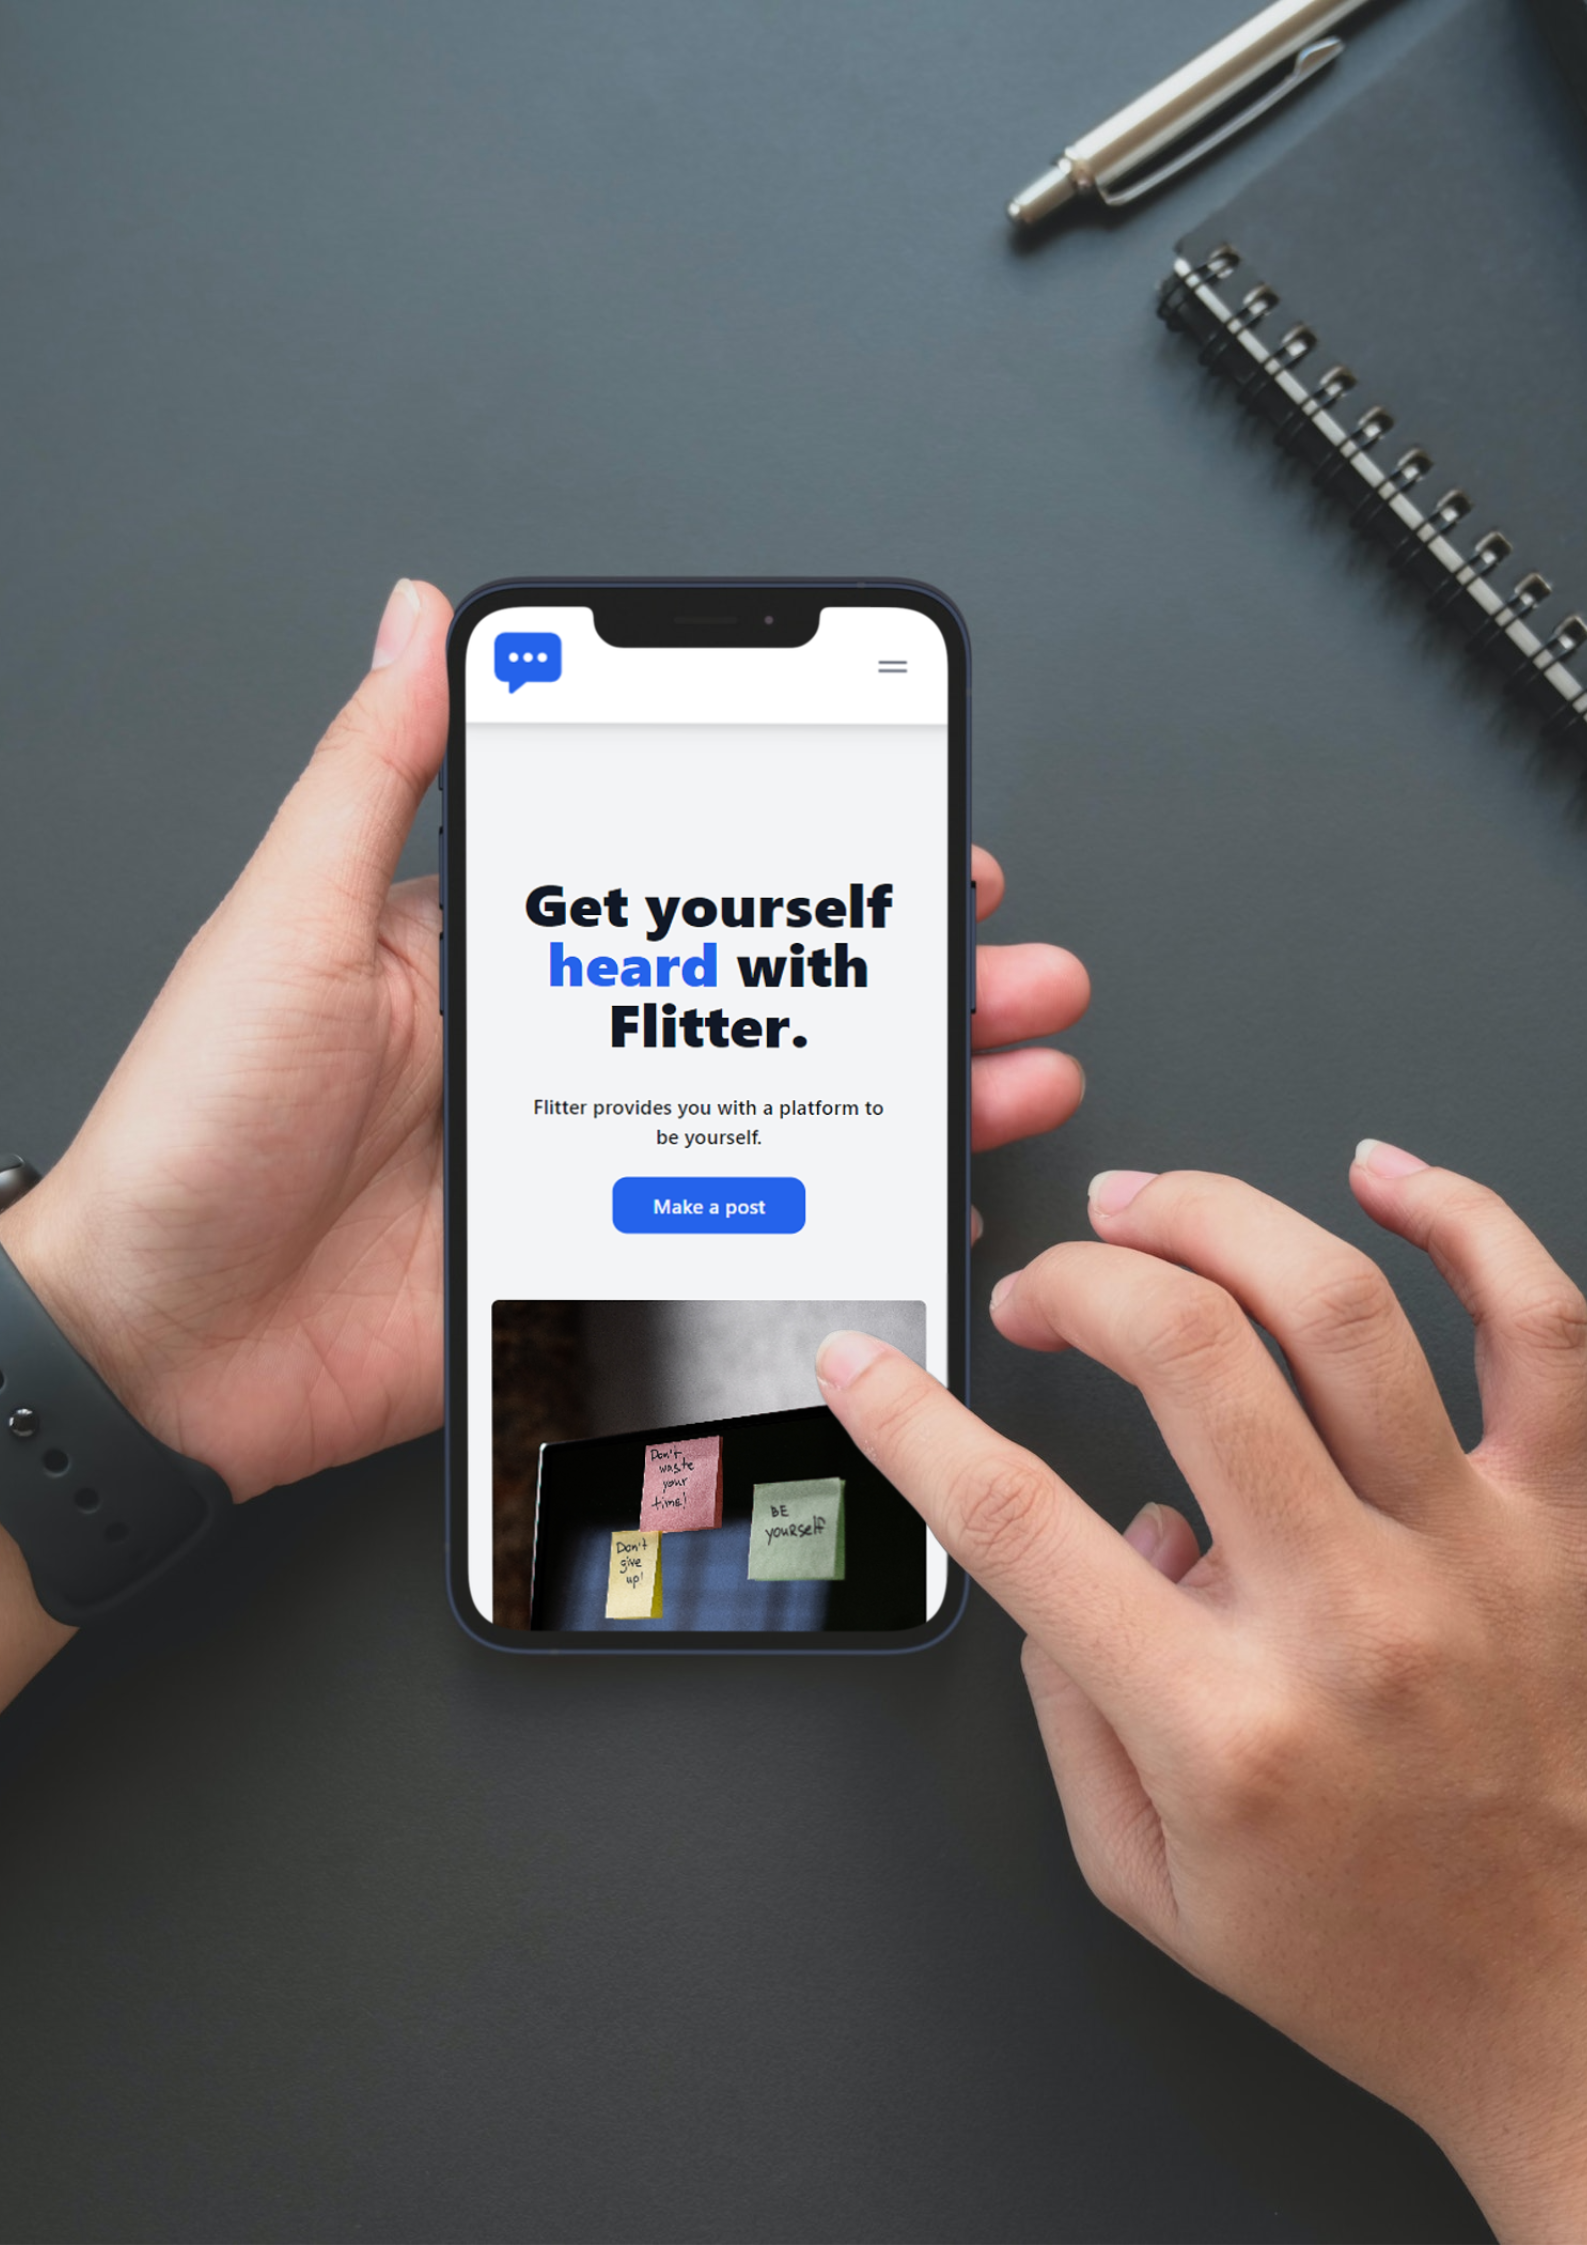 Get yourself
heard with
Flitter.
Flitter provides you with a platform to
be yourself.
Make a post
Don't
waste
your
time!
BE
youRself
Don't
give
up!